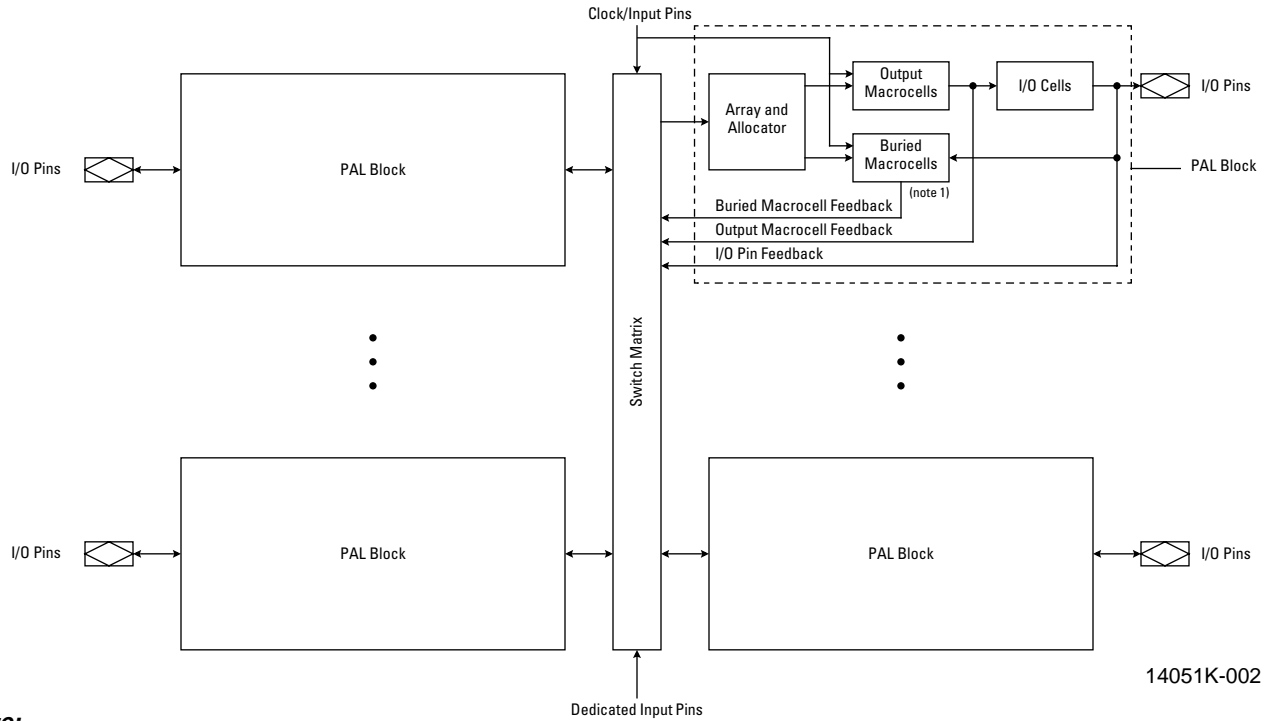 Clock/Input Pins
Output
Macrocells
I/O Cells
I/O Pins
Array and
Allocator
Buried
Macrocells
(note 1)
PAL Block
I/O Pins
PAL Block
Buried Macrocell Feedback
Output Macrocell Feedback
I/O Pin Feedback
Switch Matrix
I/O Pins
PAL Block
PAL Block
I/O Pins
14051K-002
Dedicated Input Pins